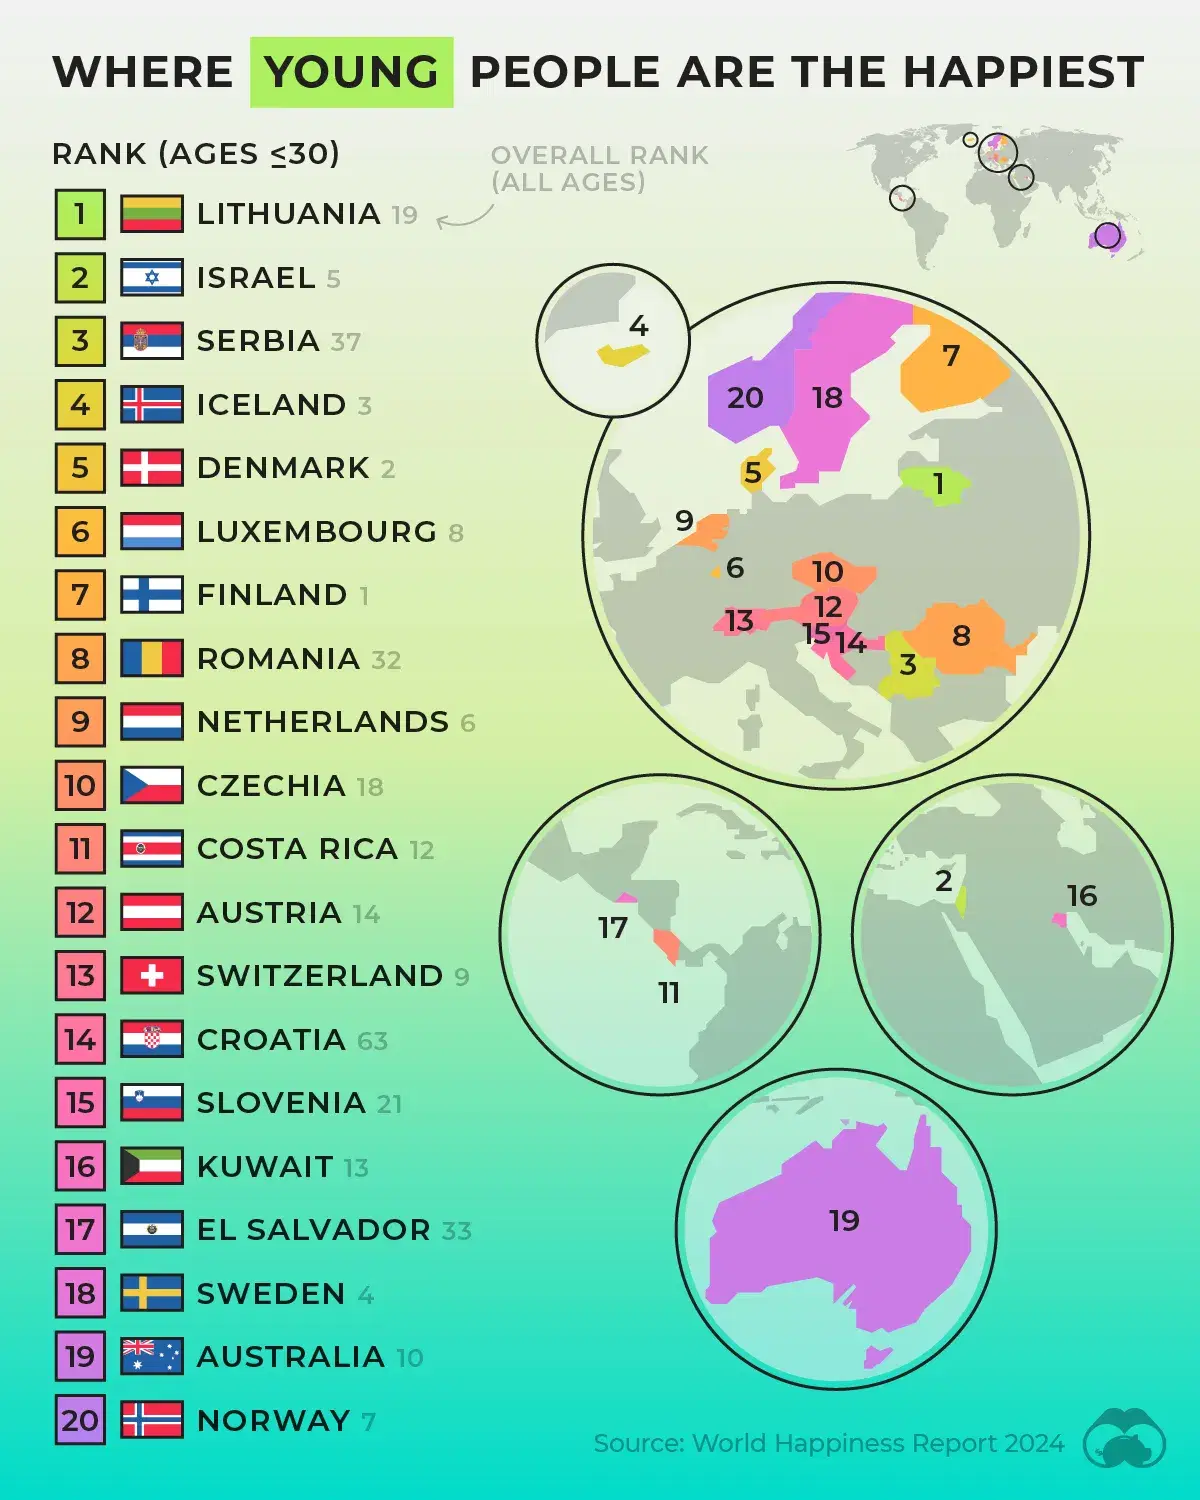 WHERE YOUNG PEOPLE ARE THE HAPPIEST
RANK (AGES ≤30)
OVERALL RANK
(ALL AGES)
1 LITHUANIA 19
2 ISRAEL 5
3 SERBIA 37
4 ICELAND 3
5 DENMARK 2
6 LUXEMBOURG 8
7 FINLAND 1
8 ROMANIA 32
9 NETHERLANDS 6
10 CZECHIA 18
11 COSTA RICA 12
12 AUSTRIA 14
13 SWITZERLAND 9
14 CROATIA 63
15 SLOVENIA 21
16 KUWAIT 13
17 EL SALVADOR 33
18 SWEDEN 4
19 AUSTRALIA 10
20 NORWAY 7
4
7
20 18
5
1
9
6
10
12
13
15 14
8
3
17
11
2
16
19
Source: World Happiness Report 2024